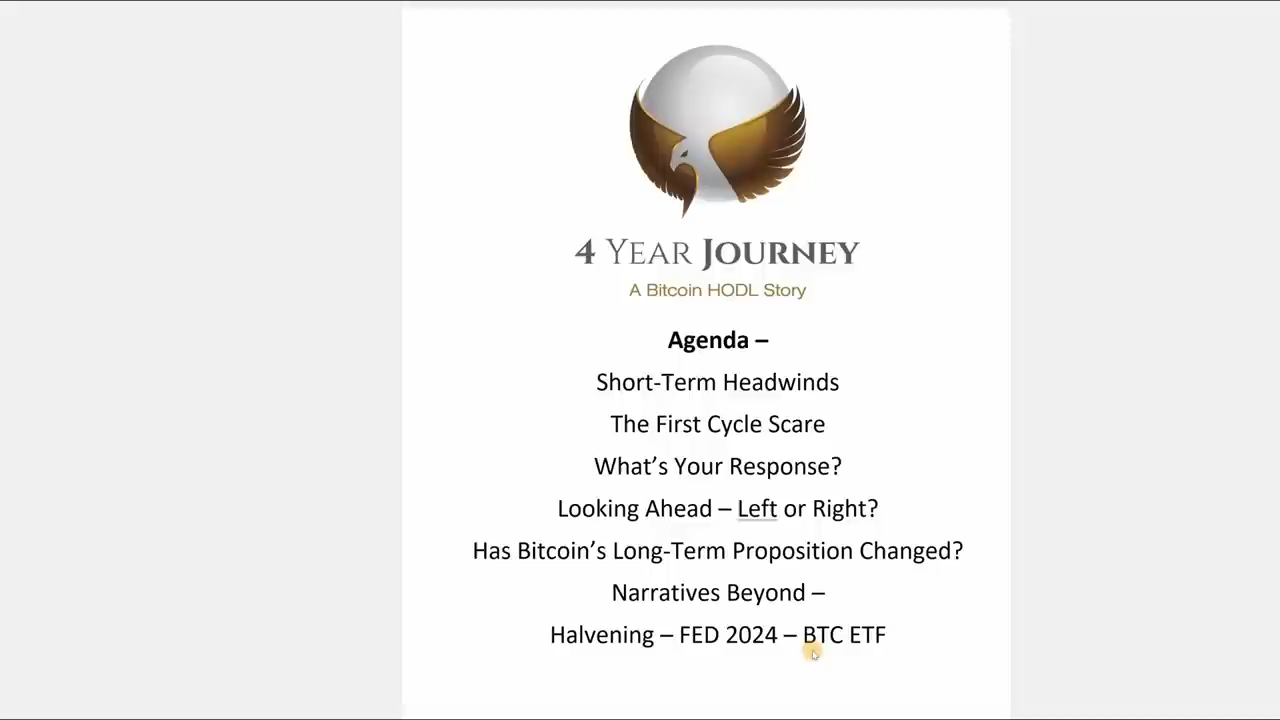 4 YEAR JOURNEY
A Bitcoin HODL Story
Agenda –
Short-Term Headwinds
The First Cycle Scare
What’s Your Response?
Looking Ahead – Left or Right?
Has Bitcoin’s Long-Term Proposition Changed?
Narratives Beyond –
Halvening – FED 2024 – BTC ETF